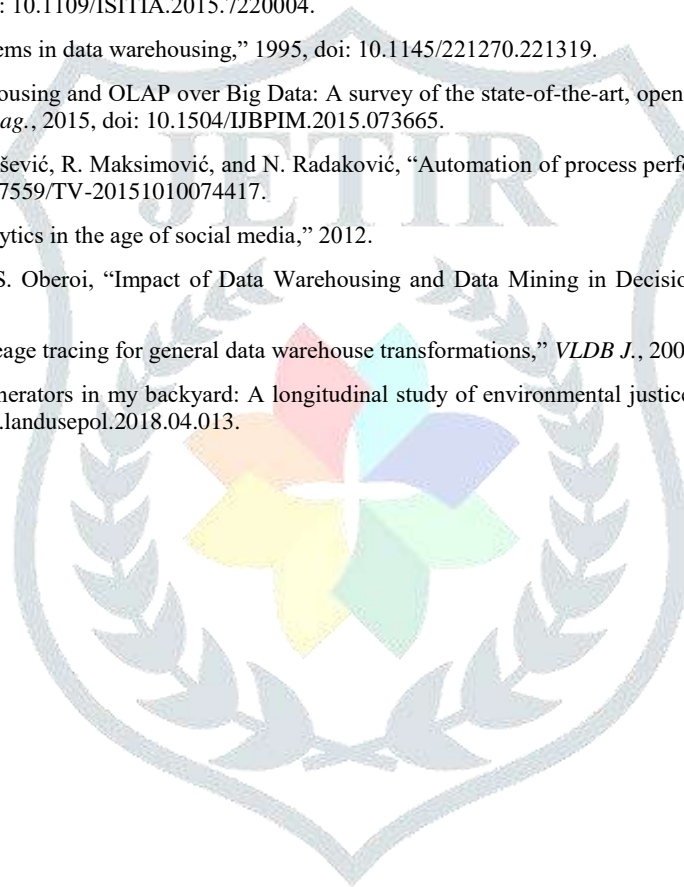 : 10.1109/ISITIA.2015.7220004.
ems in data warehousing,” 1995, doi: 10.1145/221270.221319.
ousing and OLAP over Big Data: A survey of the state-of-the-art, open
ag., 2015, doi: 10.1504/IJBPIM.2015.073665.
šević, R. Maksimović, and N. Radaković, “Automation of process perf
7559/TV-20151010074417.
JETIR
ytics in the age of social media,” 2012.
S. Oberoi, “Impact of Data Warehousing and Data Mining in Decisio
eage tracing for general data warehouse transformations,” VLDB J., 200
nerators in my backyard: A longitudinal study of environmental justice
.landusepol.2018.04.013.